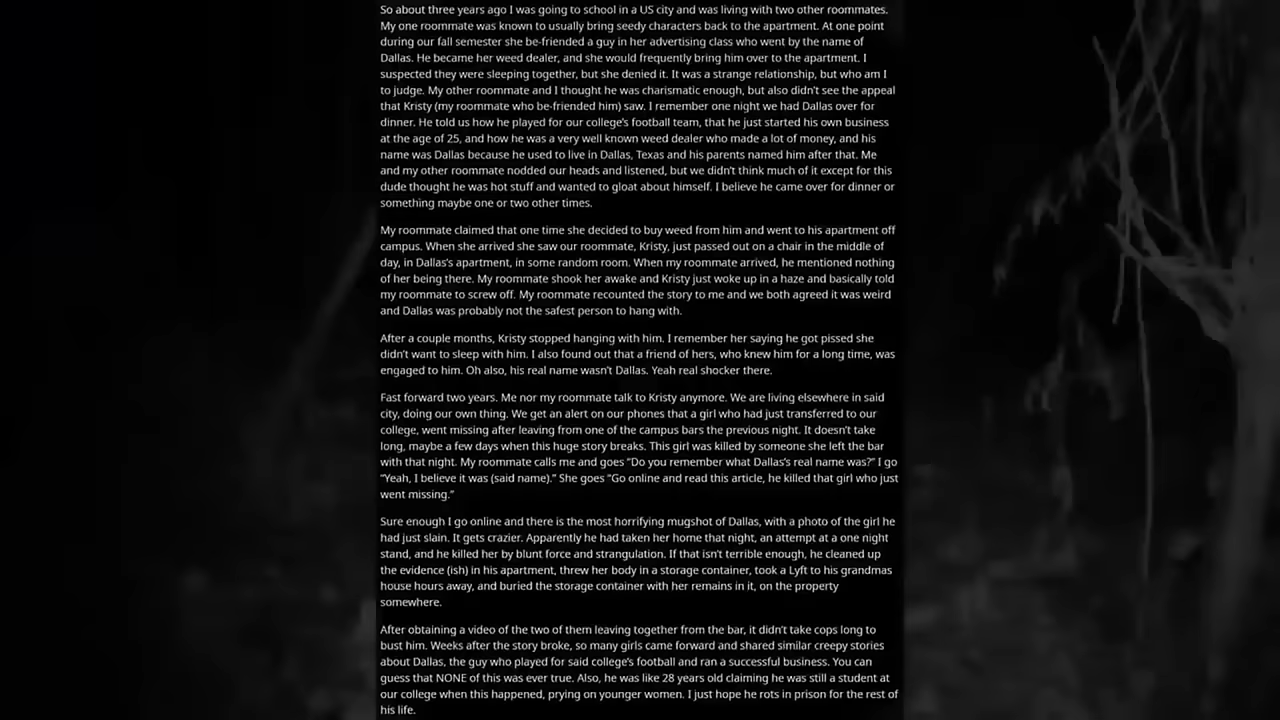 So about three years ago I was going to school in a US city and was living with two other roommates.
My one roommate was known to usually bring seedy characters back to the apartment. At one point
during our fall semester she be-friended a guy in her advertising class who went by the name of
Dallas. He became her weed dealer, and she would frequently bring him over to the apartment. I
suspected they were sleeping together, but she denied it. It was a strange relationship, but who am I
to judge. My other roommate and I thought he was charismatic enough, but also didn't see the appeal
that Kristy (my roommate who be-friended him) saw. I remember one night we had Dallas over for
dinner. He told us how he played for our college's football team, that he just started his own business
at the age of 25, and how he was a very well known weed dealer who made a lot of money, and his
name was Dallas because he used to live in Dallas, Texas and his parents named him after that. Me
and my other roommate nodded our heads and listened, but we didn't think much of it except for this
dude thought he was hot stuff and wanted to gloat about himself. I believe he came over for dinner or
something maybe one or two other times.
My roommate claimed that one time she decided to buy weed from him and went to his apartment off
campus. When she arrived she saw our roommate, Kristy, just passed out on a chair in the middle of
day, in Dallas's apartment, in some random room. When my roommate arrived, he mentioned nothing
of her being there. My roommate shook her awake and Kristy just woke up in a haze and basically told
my roommate to screw off. My roommate recounted the story to me and we both agreed it was weird
and Dallas was probably not the safest person to hang with.
After a couple months, Kristy stopped hanging with him. I remember her saying he got pissed she
didn't want to sleep with him. I also found out that a friend of hers, who knew him for a long time, was
engaged to him. Oh also, his real name wasn't Dallas. Yeah real shocker there.
Fast forward two years. Me nor my roommate talk to Kristy anymore. We are living elsewhere in said
city, doing our own thing. We get an alert on our phones that a girl who had just transferred to our
college, went missing after leaving from one of the campus bars the previous night. It doesn't take
long, maybe a few days when this huge story breaks. This girl was killed by someone she left the bar
with that night. My roommate calls me and goes “Do you remember what Dallas's real name was?” I go
“Yeah, I believe it was (said name).” She goes “Go online and read this article, he killed that girl who just
went missing.”
Sure enough I go online and there is the most horrifying mugshot of Dallas, with a photo of the girl he
had just slain. It gets crazier. Apparently he had taken her home that night, an attempt at a one night
stand, and he killed her by blunt force and strangulation. If that isn't terrible enough, he cleaned up
the evidence (ish) in his apartment, threw her body in a storage container, took a Lyft to his grandmas
house hours away, and buried the storage container with her remains in it, on the property
somewhere.
After obtaining a video of the two of them leaving together from the bar, it didn't take cops long to
bust him. Weeks after the story broke, so many girls came forward and shared similar creepy stories
about Dallas, the guy who played for said college's football and ran a successful business. You can
guess that NONE of this was ever true. Also, he was like 28 years old claiming he was still a student at
our college when this happened, prying on younger women. I just hope he rots in prison for the rest of
his life.